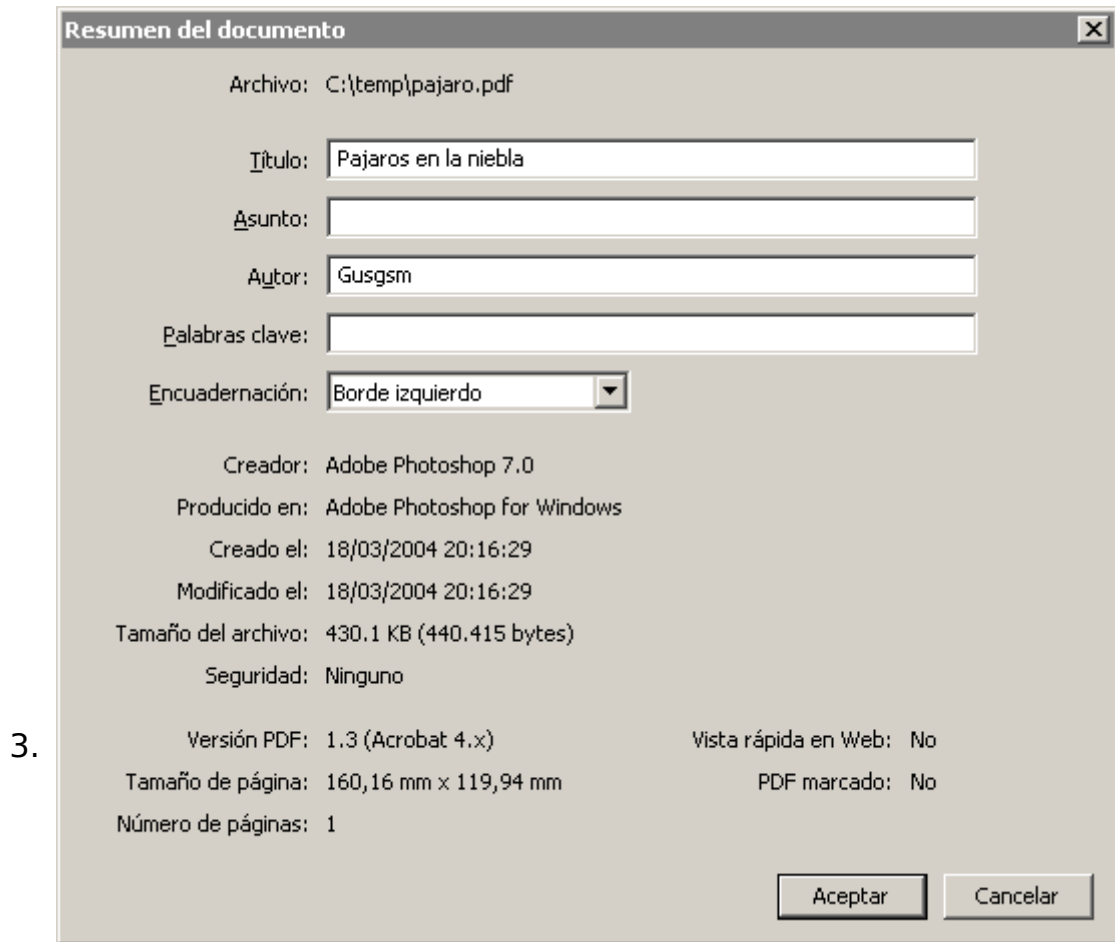 Resumen del documento
Archivo: C:\temp\pajaro.pdf
Título: Pajaros en la niebla
Asunto:
Autor: Gusgsm
Palabras clave:
Encuadernación: Borde izquierdo
Creador: Adobe Photoshop 7.0
Producido en: Adobe Photoshop for Windows
Creado el: 18/03/2004 20:16:29
Modificado el: 18/03/2004 20:16:29
Tamaño del archivo: 430.1 KB (440.415 bytes)
Seguridad: Ninguno
3. Versión PDF: 1.3 (Acrobat 4.x) Vista rápida en Web: No
Tamaño de página: 160,16 mm x 119,94 mm PDF marcado: No
Número de páginas: 1
Aceptar Cancelar